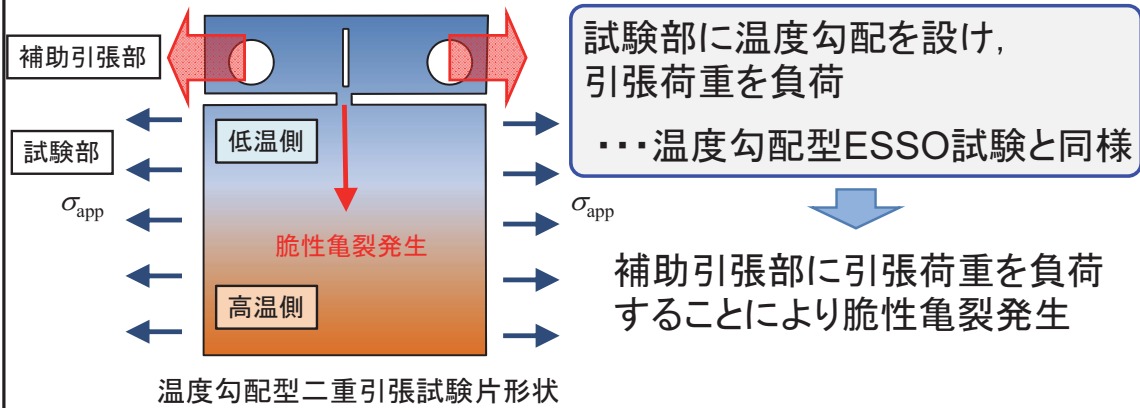 補助引張部
試験部
σapp
低温側
脆性亀裂発生
高温側
σapp
温度勾配型二重引張試験片形状
試験部に温度勾配を設け，
引張荷重を負荷
・・・温度勾配型ESSO試験と同様
補助引張部に引張荷重を負荷
することにより脆性亀裂発生